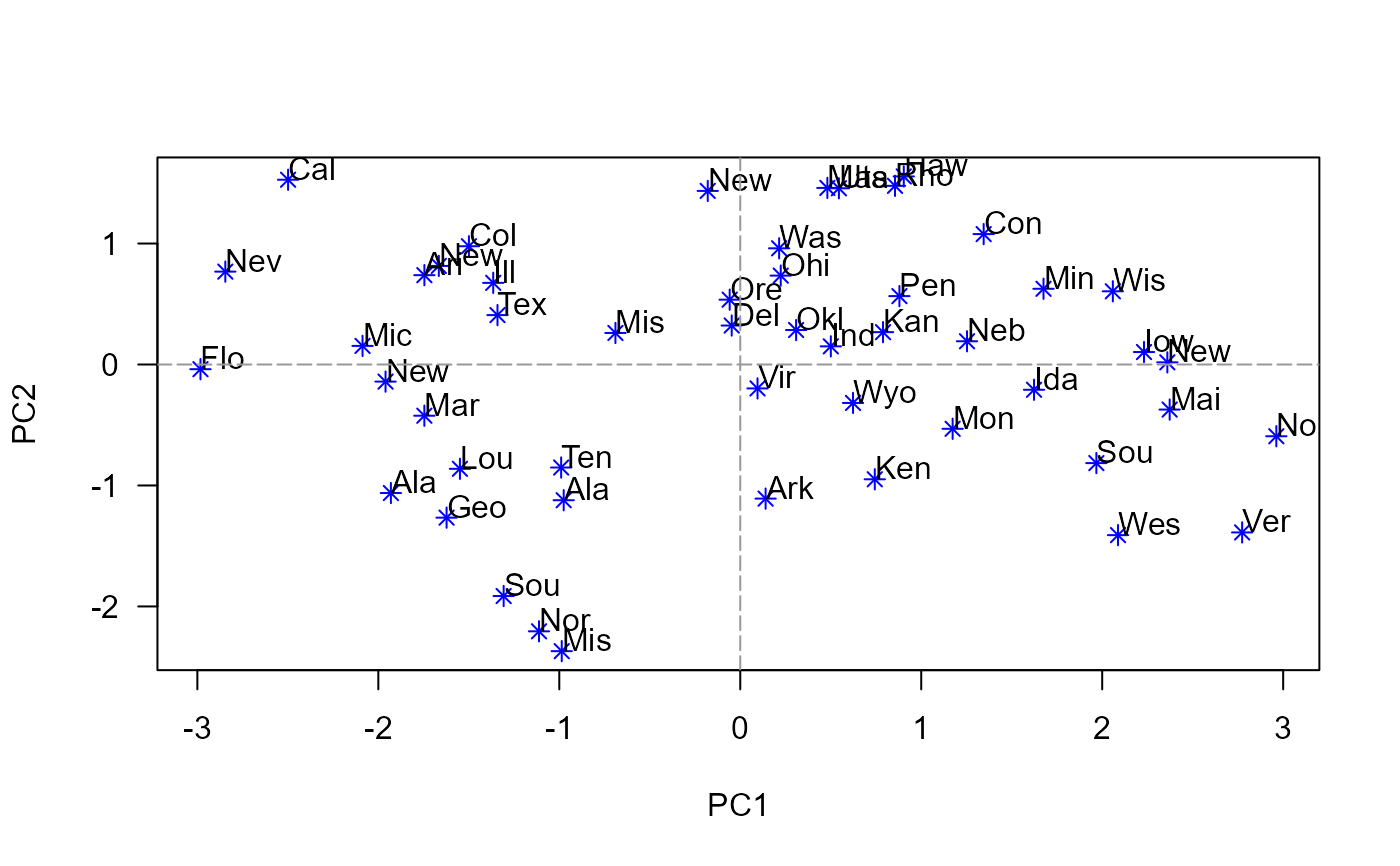 Cal
New
Haw
Mas
Uta
Rho
Con
Col
Was
Nev
New
Ari
Ill
Ohi
Pen
Min
Wis
Ore
Tex
Del
Okl
Kan
Mis
Ind
Neb
Mic
Iow
New
Flo
New
Vir
Ida
Wyo
Mar
Mon
Mai
No
Lou
Ten
Sou
Ala
Ala
Ken
Ark
Geo
Wes
Ver
Sou
Nor
Mis
1
0
-1
-2
PC2
-3 -2 -1 0 1 2 3
PC1